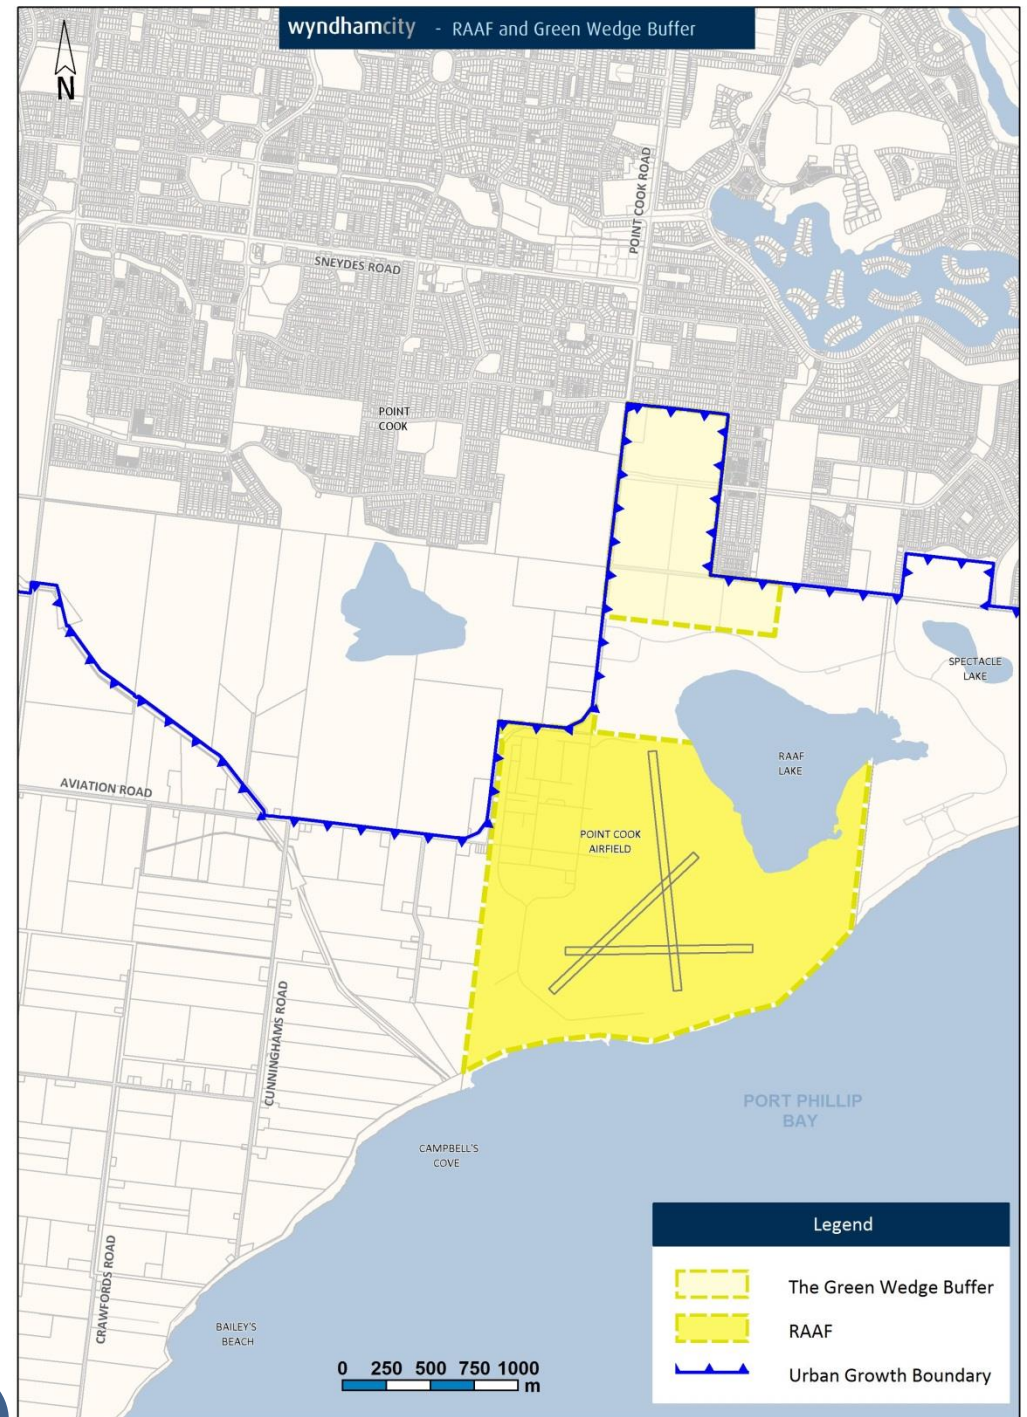 wyndhamcity - RAAF and Green Wedge Buffer
N
POINT COOK ROAD
SNEYDES ROAD
POINT
COOK
SPECTACLE
LAKE
RAAF
LAKE
AVIATION ROAD
POINT COOK
AIRFIELD
CUNNINGHAMS ROAD
PORT PHILLIP
BAY
CAMPBELL'S
COVE
CRAWFORDS ROAD
BAILEY'S
BEACH
0 250 500 750 1000
m
Legend
The Green Wedge Buffer
RAAF
Urban Growth Boundary